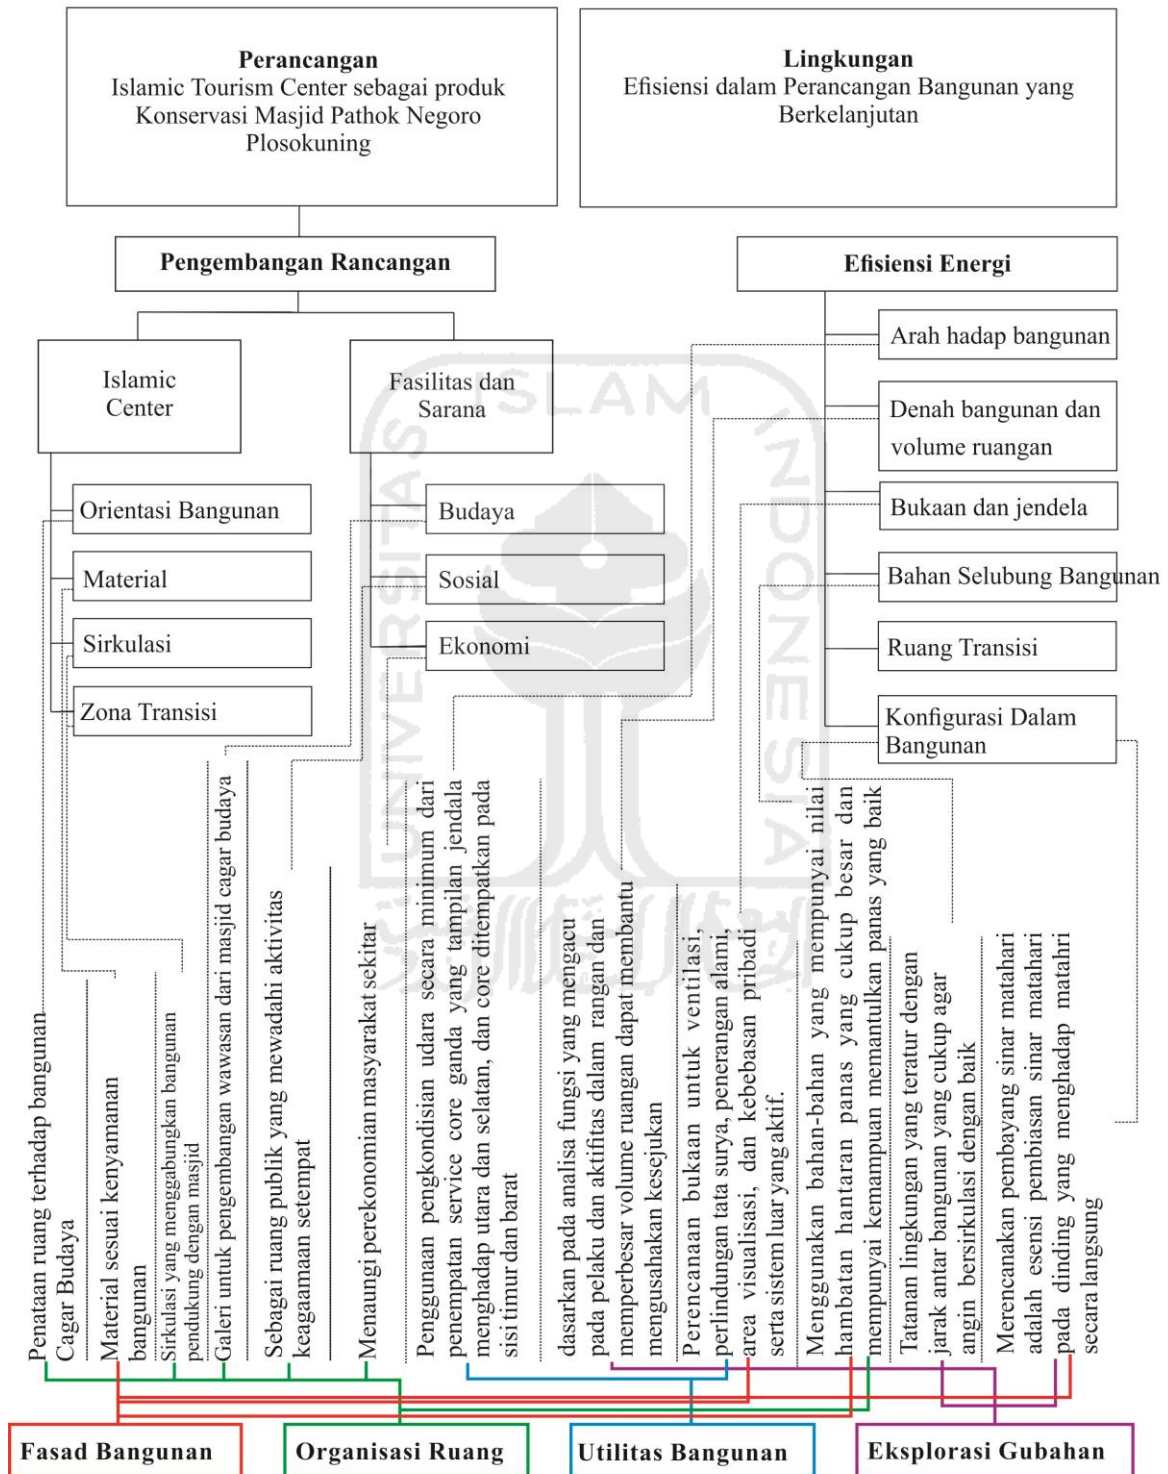 Perancangan
Islamic Tourism Center sebagai produk
Konservasi Masjid Pathok Negoro
Plosokuning
Lingkungan
Efisiensi dalam Perancangan Bangunan yang
Berkelanjutan
Pengembangan Rancangan
Efisiensi Energi
Islamic
Center
Fasilitas dan
Sarana
Orientasi Bangunan
Material
Sirkulasi
Zona Transisi
Budaya
Sosial
Ekonomi
Arah hadap bangunan
Denah bangunan dan
volume ruangan
Bukaan dan jendela
Bahan Selubung Bangunan
Ruang Transisi
Konfigurasi Dalam
Bangunan
UNIVERSITAS
ISLAM
INDONESIA
Penataan ruang terhadap bangunan
Cagar Budaya
Material sesuai kenyamanan
bangunan
Sirkulasi yang menggabungkan bangunan
pendukung dengan masjid
Galeri untuk pengembangan wawasan dari masjid cagar budaya
Sebagai ruang publik yang mewadahi aktivitas
keagamaan setempat
Menaungi perekonomian masyarakat sekitar
Penggunaan pengkondisian udara secara minimum dari
penempatan service core ganda yang tampilan jendala
menghadap utara dan selatan, dan core ditempatkan pada
sisi timur dan barat
dasarkan pada analisa fungsi yang mengacu
pada pelaku dan aktifitas dalam rangan dan
memperbesar volume ruangan dapat membantu
mengusahakan kesejukan
Perencanaan bukaan untuk ventilasi,
perlindungan tata surya, penerangan alami,
area visualisasi, dan kebebasan pribadi
serta sistem luar yang aktif.
Menggunakan bahan-bahan yang mempunyai nilai
hambatan hantaran panas yang cukup besar dan
mempunyai kemampuan memantulkan panas yang baik
Tatanan lingkungan yang teratur dengan
jarak antar bangunan yang cukup agar
angin bersirkulasi dengan baik
Merencanakan pembayang sinar matahari
adalah esensi pembiasan sinar matahari
pada dinding yang menghadap matahri
secara langsung
Fasad Bangunan
Organisasi Ruang
Utilitas Bangunan
Eksplorasi Gubahan